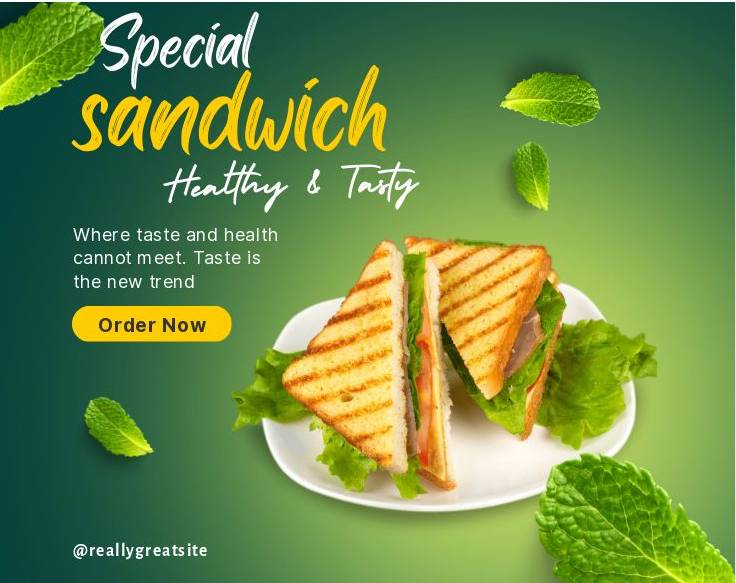 Special
sandwich
Healthy & Tasty
Where taste and health
cannot meet. Taste is
the new trend
Order Now
@reallygreatsite